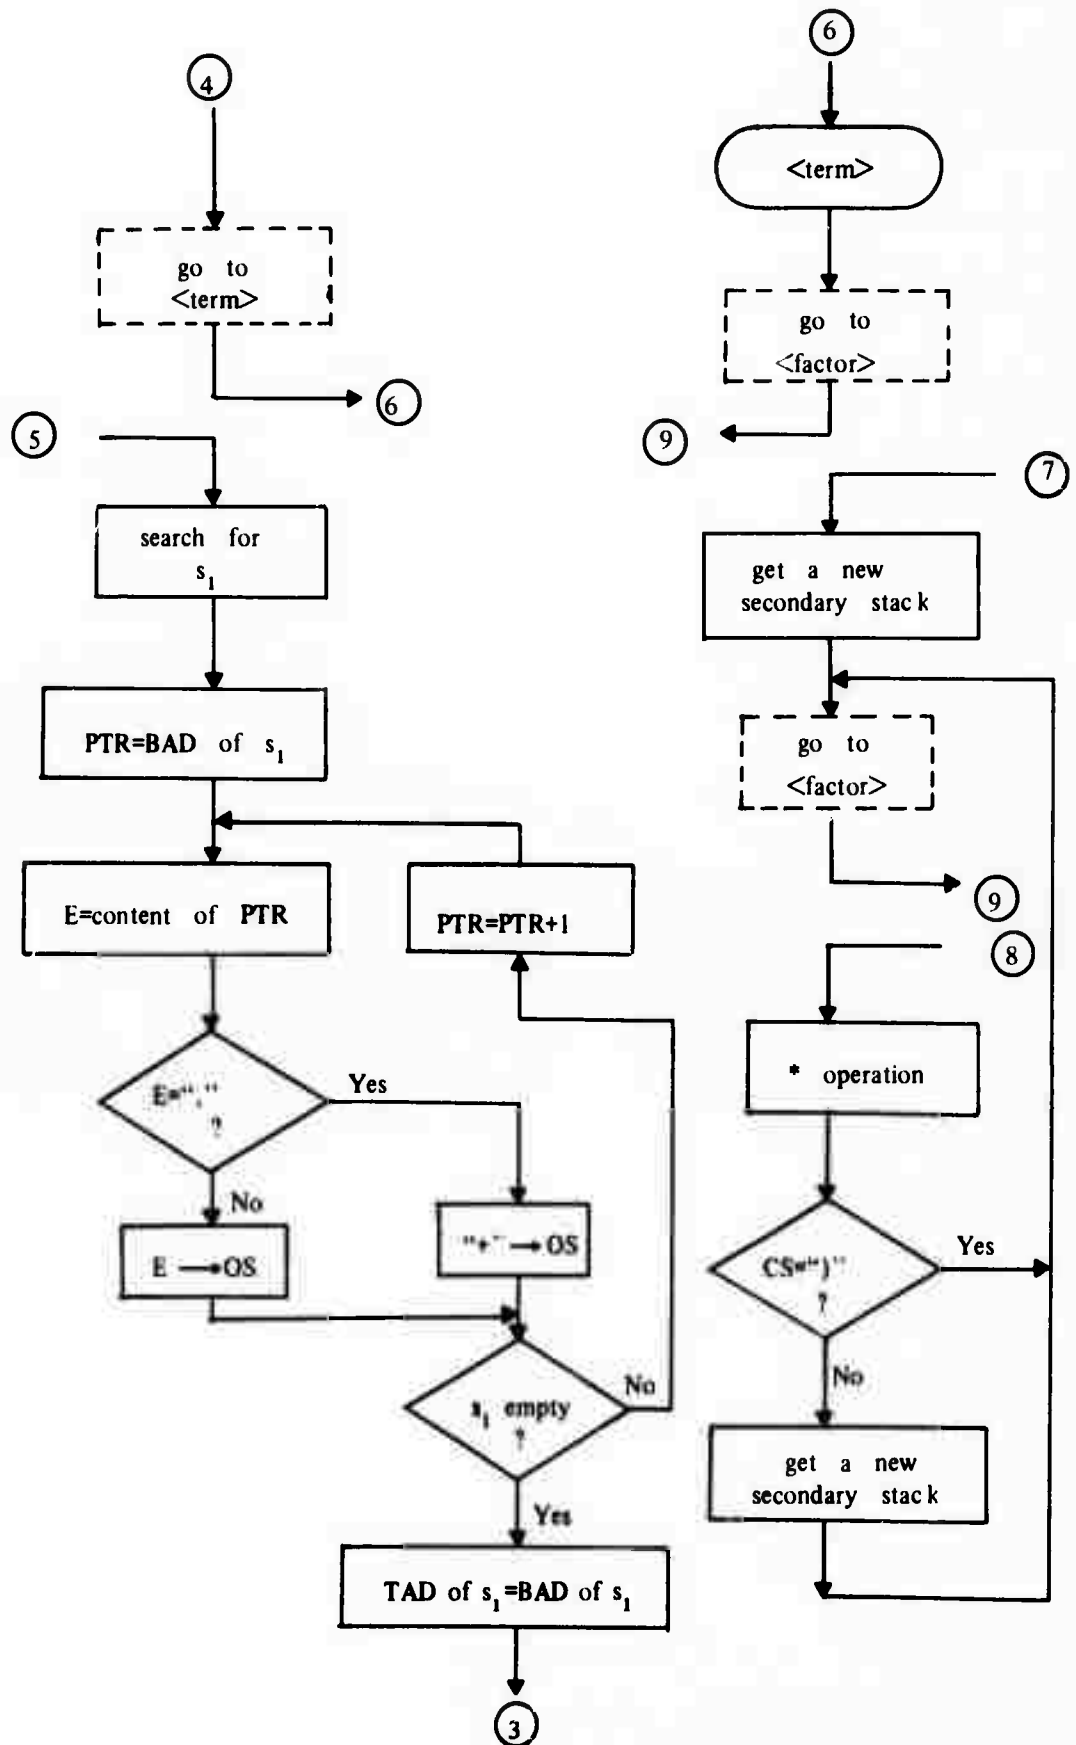 4
go to
<term>
6
5
search for
s₁
PTR=BAD of s₁
E=content of PTR
PTR=PTR+1
E=","
?
Yes
No
E → OS
"+" → OS
s₁ empty
?
No
Yes
TAD of s₁=BAD of s₁
3
6
<term>
go to
<factor>
9
7
get a new
secondary stack
go to
<factor>
9
8
* operation
CS=")"
?
Yes
No
get a new
secondary stack